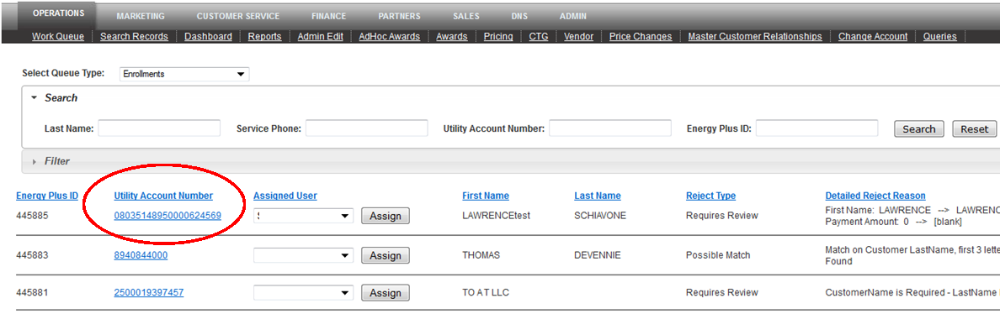 OPERATIONS MARKETING CUSTOMER SERVICE FINANCE PARTNERS SALES DNS ADMIN
Work Queue Search Records Dashboard Reports Admin Edit AdHoc Awards Awards Pricing CTG Vendor Price Changes Master Customer Relationships Change Account Queries
Select Queue Type: Enrollments
Search
Last Name: Service Phone: Utility Account Number: Energy Plus ID: Search Reset
Filter
Energy Plus ID Utility Account Number Assigned User First Name Last Name Reject Type Detailed Reject Reason
445885 08035148950000624569 Assign LAWRENCEtest SCHIAVONE Requires Review First Name: LAWRENCE --> LAWRENC
Payment Amount: 0 --> [blank]
445883 8940844000 Assign THOMAS DEVENNIE Possible Match Match on Customer LastName, first 3 lette
Found
445881 2500019397457 Assign TO A T LLC Requires Review CustomerName is Required - LastName